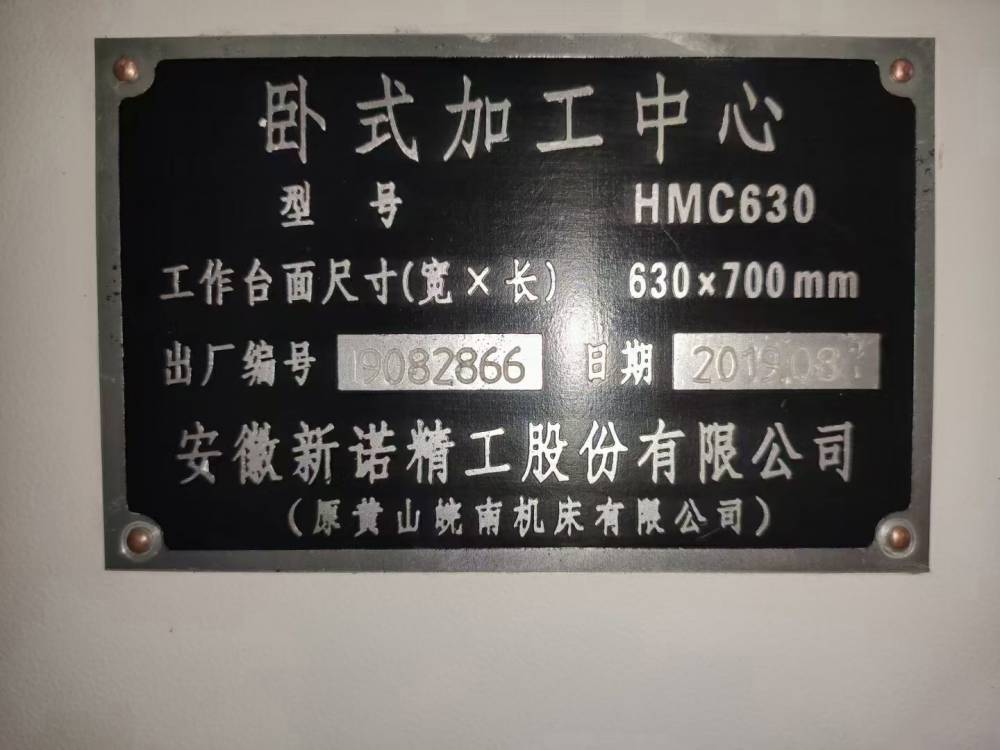 卧式加工中心
型号 HMC630
工作台面尺寸(宽×长) 630×700mm
出厂编号 19082866 日期 2019.08
安徽新诺精工股份有限公司
(原黄山皖南机床有限公司)